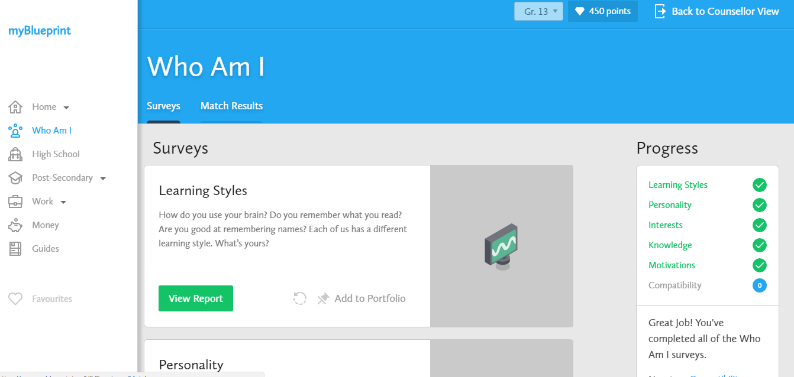 myBlueprint
Gr. 13
450 points
Back to Counsellor View
Who Am I
Surveys
Match Results
Home
Who Am I
High School
Post-Secondary
Work
Money
Guides
Favourites
Surveys
Learning Styles
How do you use your brain? Do you remember what you read?
Are you good at remembering names? Each of us has a different
learning style. What's yours?
View Report
Add to Portfolio
Personality
Progress
Learning Styles
Personality
Interests
Knowledge
Motivations
Compatibility
0
Great Job! You've
completed all of the Who
Am I surveys.